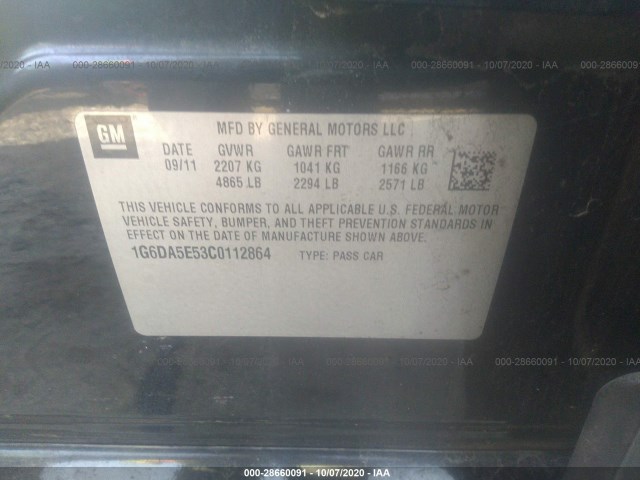 10/07/2020 - IAA 000-28660091 - 10/07/2020 - IAA 000-28660091 - 10/07/2020 - IAA
GM
MFD BY GENERAL MOTORS LLC
DATE GVWR GAWR FRT GAWR RR
09/11 2207 KG 1041 KG 1166 KG
4865 LB 2294 LB 2571 LB
THIS VEHICLE CONFORMS TO ALL APPLICABLE U.S. FEDERAL MOTOR
VEHICLE SAFETY, BUMPER, AND THEFT PREVENTION STANDARDS IN
EFFECT ON THE DATE OF MANUFACTURE SHOWN ABOVE.
1G6DA5E53C0112864 TYPE: PASS CAR
10/07/2020 - IAA 000-28660091 - 10/07/2020 - IAA 000-28660091 - 10/07/2020 - IAA
000-28660091 - 10/07/2020 - IAA